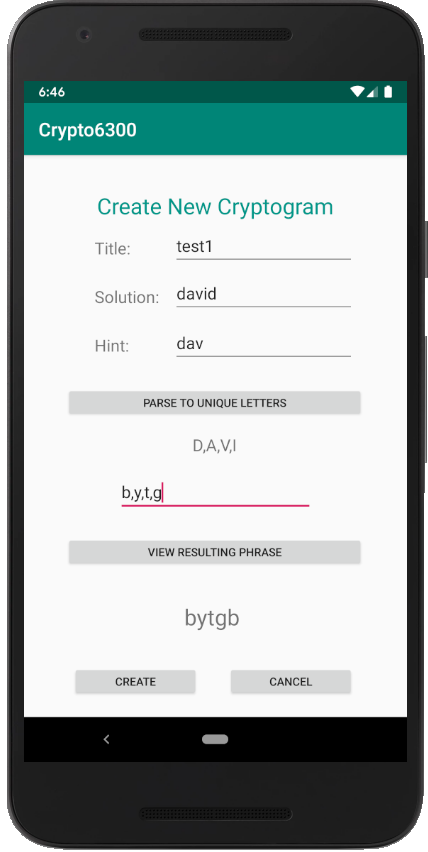 6:46
Crypto6300
Create New Cryptogram
Title: test1
Solution: david
Hint: dav
PARSE TO UNIQUE LETTERS
D,A,V,I
b,y,t,g
VIEW RESULTING PHRASE
bytgb
CREATE CANCEL